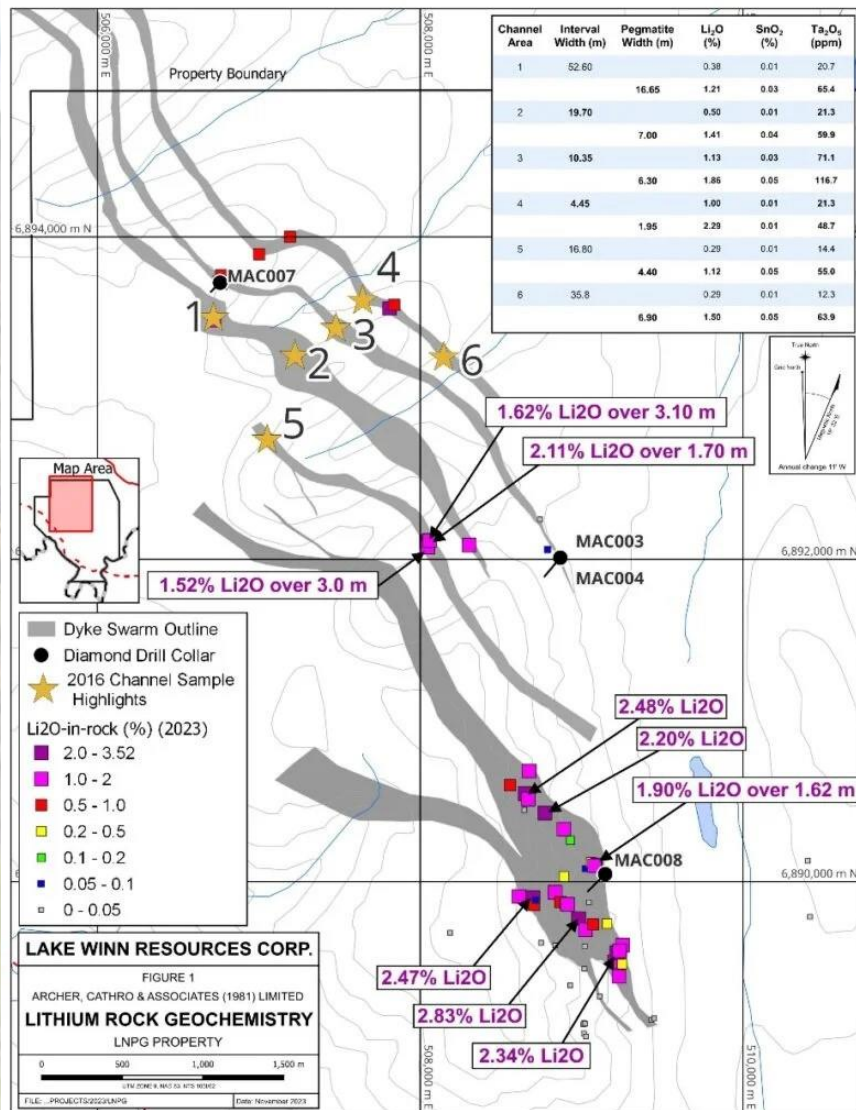 506,000 m E
508,000 m E
Property Boundary
Channel Area Interval Width (m) Pegmatite Width (m) Li₂O (%) SnO₂ (%) Ta₂O₅ (ppm)
1 52.60 0.38 0.01 20.7
16.65 1.21 0.03 65.4
2 19.70 0.50 0.01 21.3
7.00 1.41 0.04 59.9
3 10.35 1.13 0.03 71.1
6.30 1.86 0.05 116.7
4 4.45 1.00 0.01 21.3
1.95 2.29 0.01 48.7
5 16.80 0.29 0.01 14.4
4.40 1.12 0.05 55.0
6 35.8 0.29 0.01 12.3
6.90 1.50 0.05 63.9
6,894,000 m N
MAC007
4
1
3
2
6
5
True North
Grid North
Annual change 11' W
1.62% Li2O over 3.10 m
2.11% Li2O over 1.70 m
Map Area
MAC003
6,892,000 m N
MAC004
1.52% Li2O over 3.0 m
Dyke Swarm Outline
Diamond Drill Collar
2016 Channel Sample
Highlights
Li2O-in-rock (%) (2023)
2.0 - 3.52
1.0 - 2
0.5 - 1.0
0.2 - 0.5
0.1 - 0.2
0.05 - 0.1
0 - 0.05
2.48% Li2O
2.20% Li2O
1.90% Li2O over 1.62 m
MAC008
6,890,000 m N
2.47% Li2O
2.83% Li2O
2.34% Li2O
LAKE WINN RESOURCES CORP.
FIGURE 1
ARCHER, CATHRO & ASSOCIATES (1981) LIMITED
LITHIUM ROCK GEOCHEMISTRY
LNPG PROPERTY
0 500 1,000 1,500 m
FILE: ...PROJECTS/2023/LNPG
Date: November 2023
508,000 m E
510,000 m E